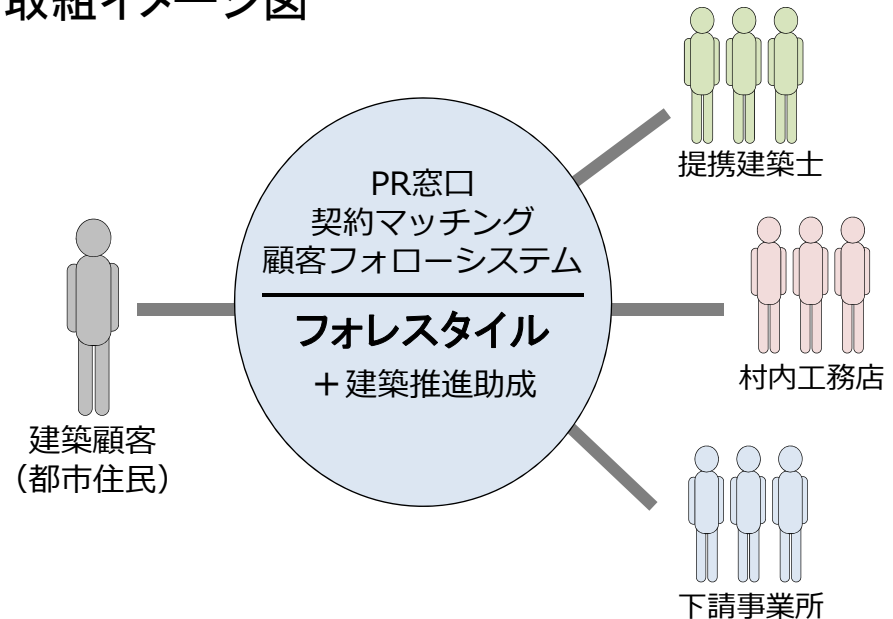 取組イメージ図
PR窓口
契約マッチング
顧客フォローシステム
フォレスタイル
＋建築推進助成
建築顧客
（都市住民）
提携建築士
村内工務店
下請事業所